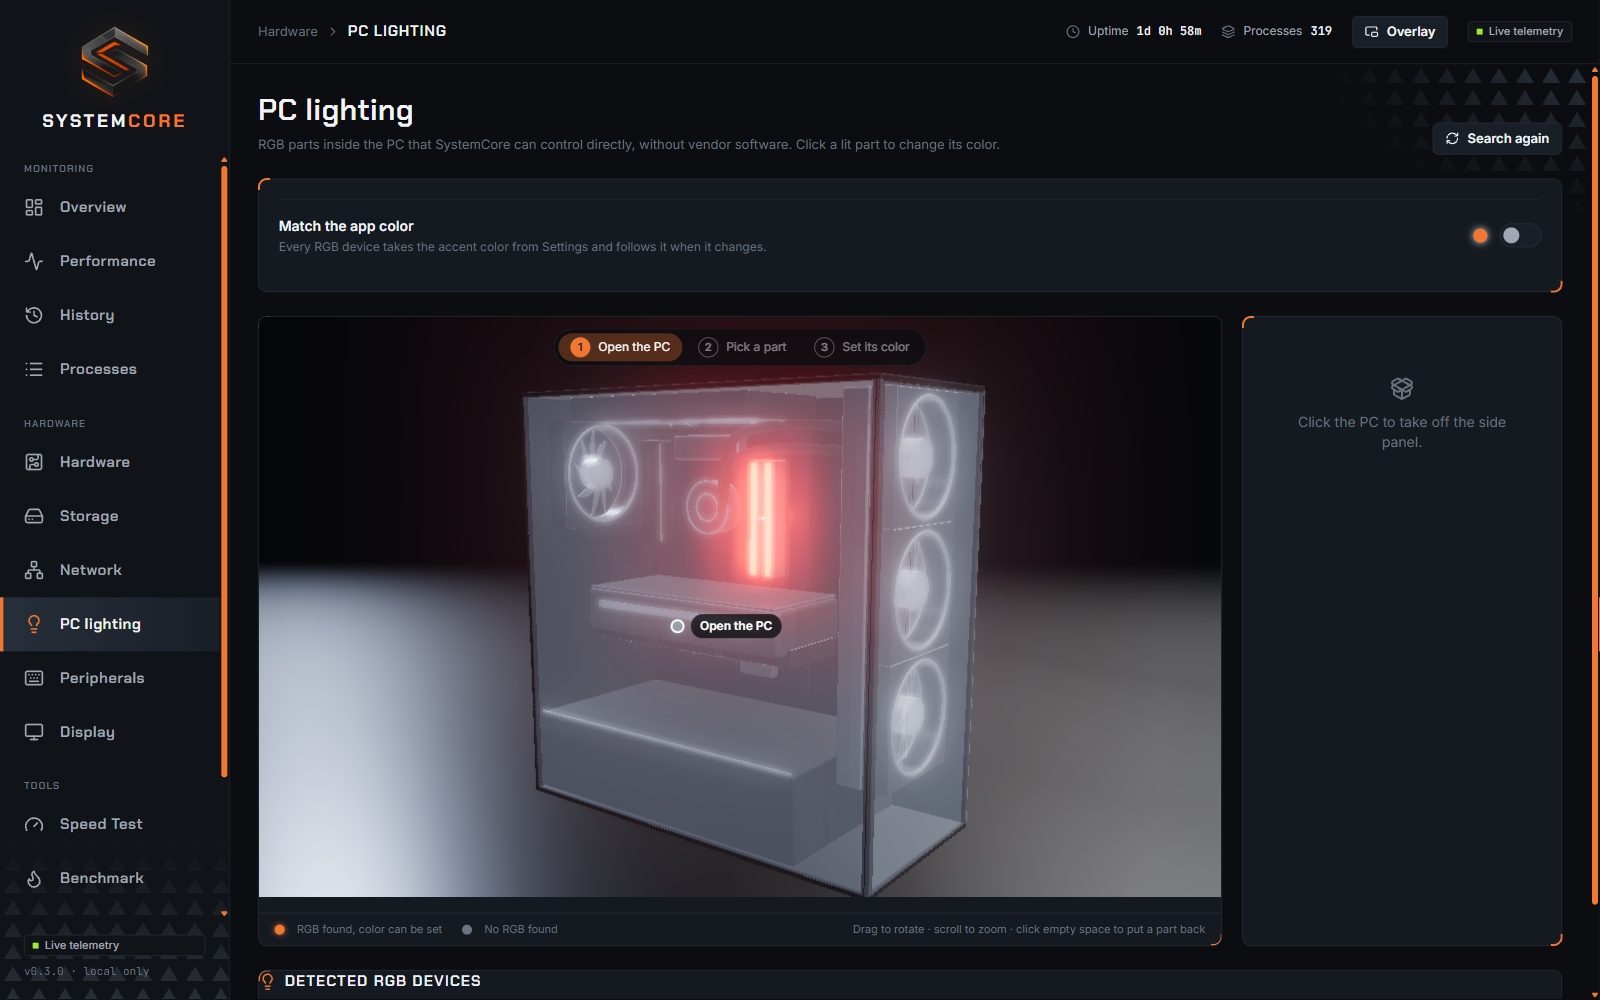 Hardware > PC LIGHTING
Uptime 1d 0h 58m
Processes 319
Overlay
Live telemetry
SYSTEMCORE
MONITORING
Overview
Performance
History
Processes
HARDWARE
Hardware
Storage
Network
PC lighting
Peripherals
Display
TOOLS
Speed Test
Benchmark
Live telemetry
v0.3.0 · local only
PC lighting
RGB parts inside the PC that SystemCore can control directly, without vendor software. Click a lit part to change its color.
Search again
Match the app color
Every RGB device takes the accent color from Settings and follows it when it changes.
1 Open the PC
2 Pick a part
3 Set its color
Open the PC
RGB found, color can be set
No RGB found
Drag to rotate · scroll to zoom · click empty space to put a part back
Click the PC to take off the side
panel.
DETECTED RGB DEVICES